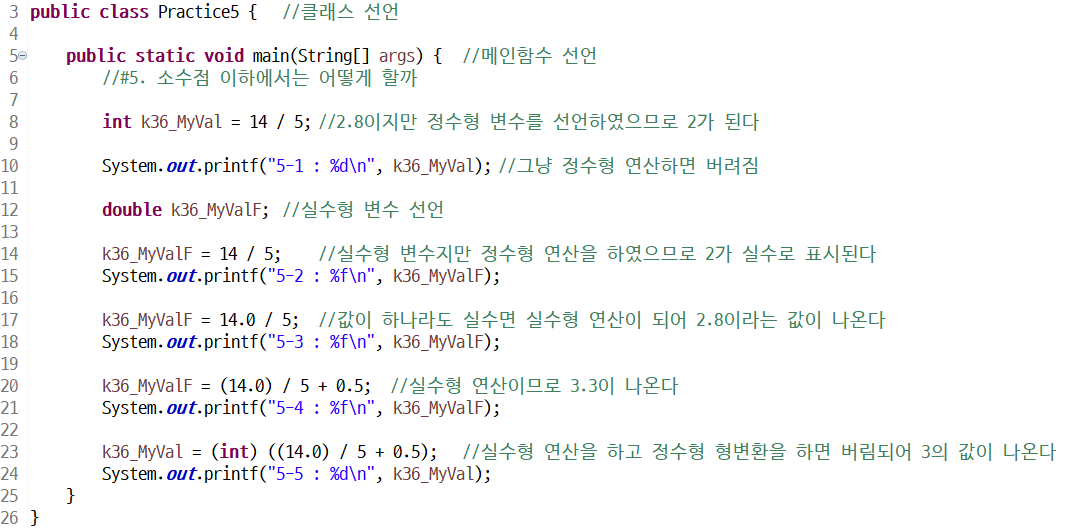 3 public class Practice5 { //클래스 선언
4
5 public static void main(String[] args) { //메인함수 선언
6 //#5. 소수점 이하에서는 어떻게 할까
7
8 int k36_MyVal = 14 / 5; //2.8이지만 정수형 변수를 선언하였으므로 2가 된다
9
10 System.out.printf("5-1 : %d\n", k36_MyVal); //그냥 정수형 연산하면 버려짐
11
12 double k36_MyValF; //실수형 변수 선언
13
14 k36_MyValF = 14 / 5; //실수형 변수지만 정수형 연산을 하였으므로 2가 실수로 표시된다
15 System.out.printf("5-2 : %f\n", k36_MyValF);
16
17 k36_MyValF = 14.0 / 5; //값이 하나라도 실수면 실수형 연산이 되어 2.8이라는 값이 나온다
18 System.out.printf("5-3 : %f\n", k36_MyValF);
19
20 k36_MyValF = (14.0) / 5 + 0.5; //실수형 연산이므로 3.3이 나온다
21 System.out.printf("5-4 : %f\n", k36_MyValF);
22
23 k36_MyVal = (int) ((14.0) / 5 + 0.5); //실수형 연산을 하고 정수형 형변환을 하면 버림되어 3의 값이 나온다
24 System.out.printf("5-5 : %d\n", k36_MyVal);
25 }
26 }